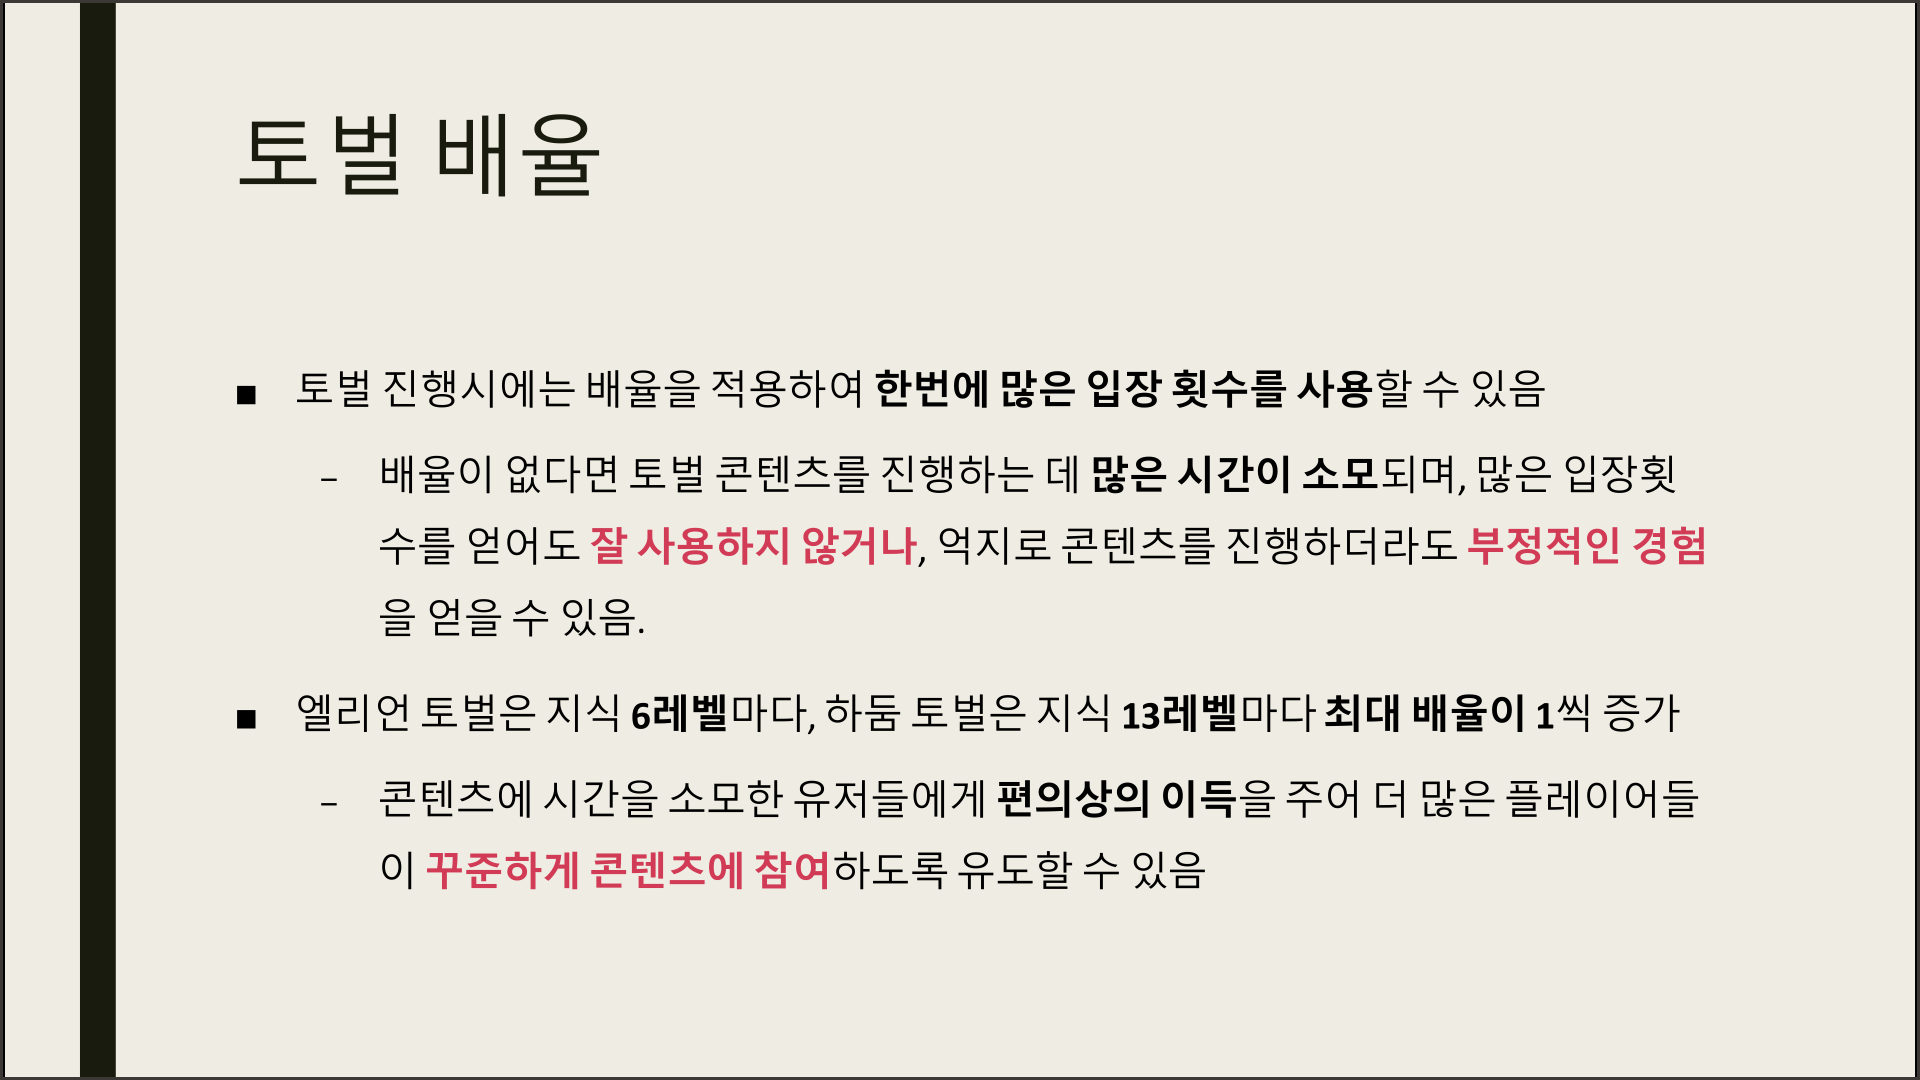 토벌 배율
■ 토벌 진행시에는 배율을 적용하여 한번에 많은 입장 횟수를 사용할 수 있음
– 배율이 없다면 토벌 콘텐츠를 진행하는 데 많은 시간이 소모되며, 많은 입장횟
수를 얻어도 잘 사용하지 않거나, 억지로 콘텐츠를 진행하더라도 부정적인 경험
을 얻을 수 있음.
■ 엘리언 토벌은 지식 6레벨마다, 하둠 토벌은 지식 13레벨마다 최대 배율이 1씩 증가
– 콘텐츠에 시간을 소모한 유저들에게 편의상의 이득을 주어 더 많은 플레이어들
이 꾸준하게 콘텐츠에 참여하도록 유도할 수 있음